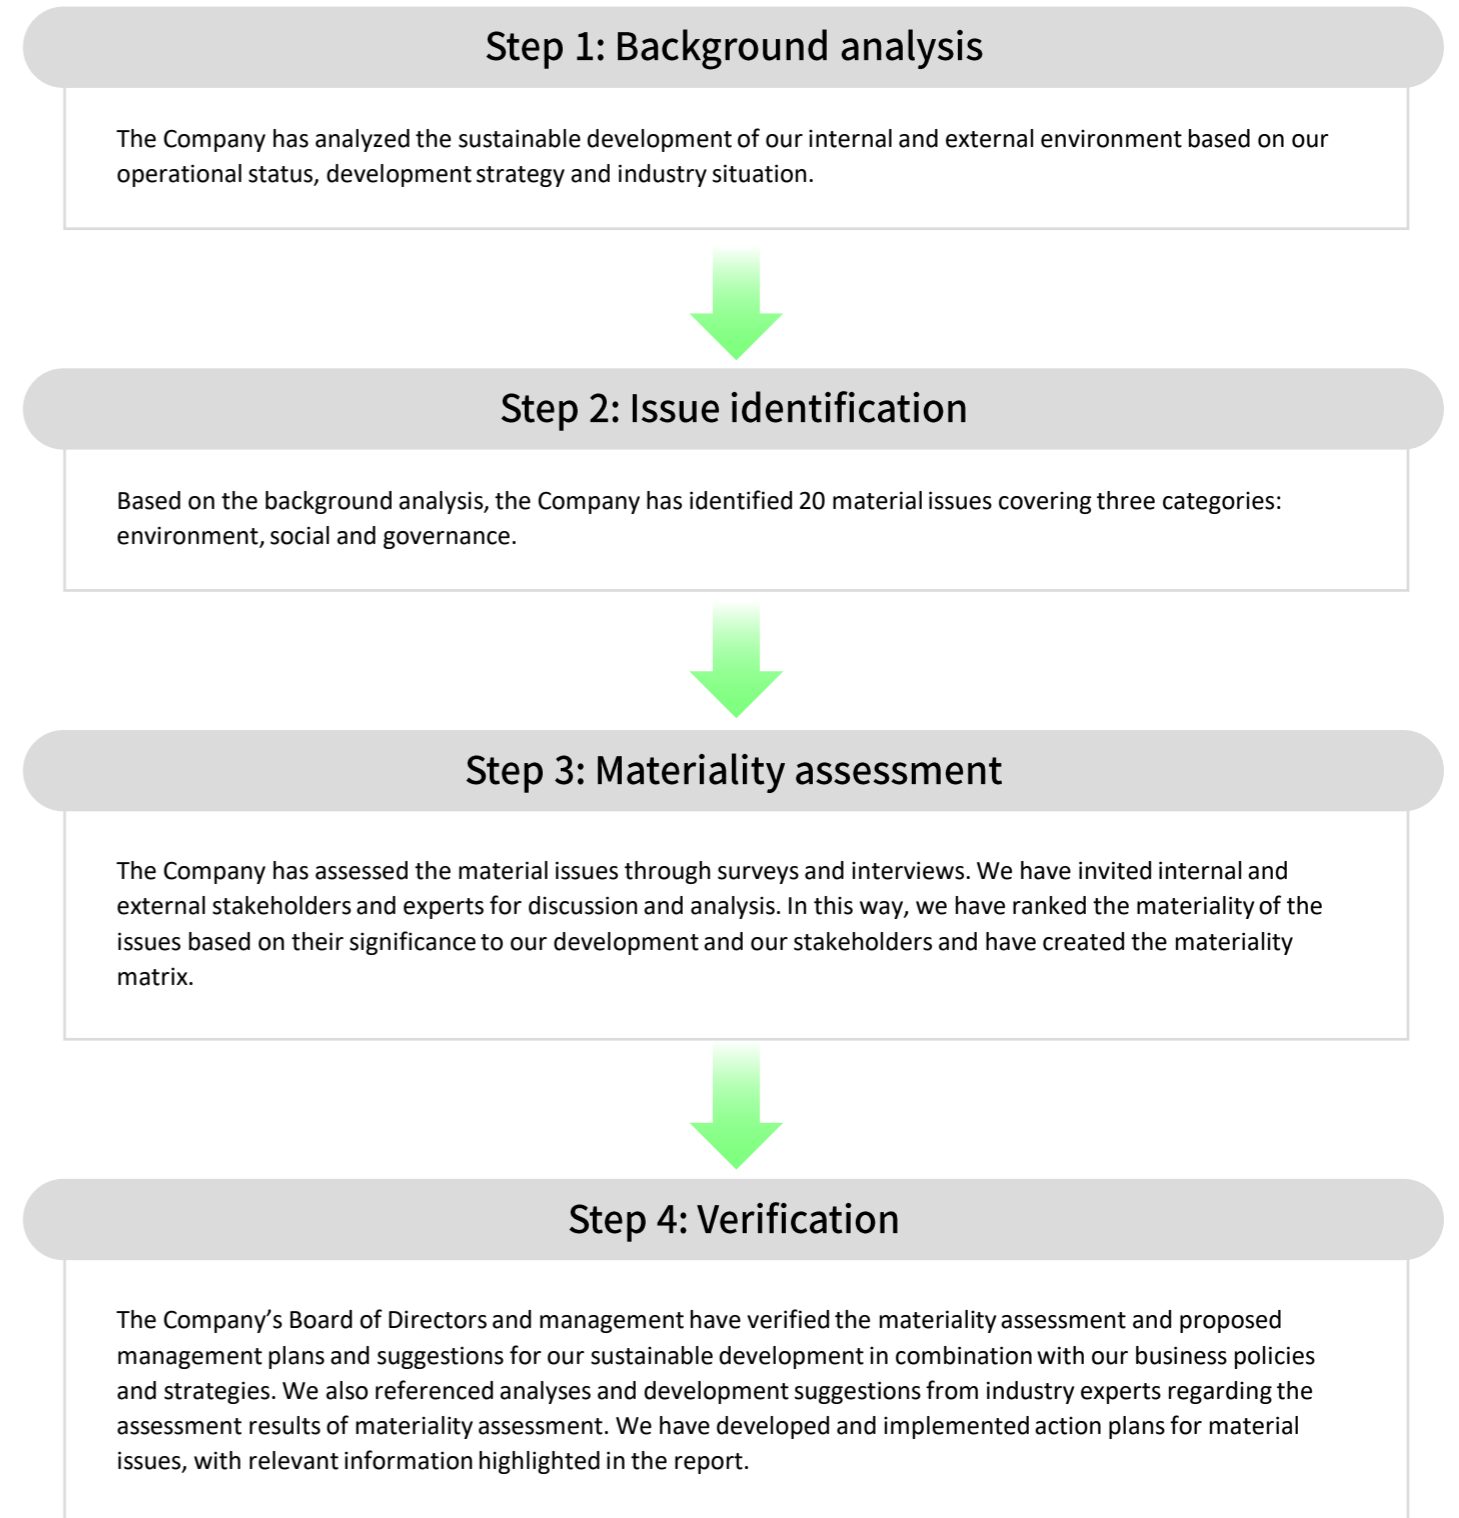 Step 1: Background analysis
The Company has analyzed the sustainable development of our internal and external environment based on our
operational status, development strategy and industry situation.
Step 2: Issue identification
Based on the background analysis, the Company has identified 20 material issues covering three categories:
environment, social and governance.
Step 3: Materiality assessment
The Company has assessed the material issues through surveys and interviews. We have invited internal and
external stakeholders and experts for discussion and analysis. In this way, we have ranked the materiality of the
issues based on their significance to our development and our stakeholders and have created the materiality
matrix.
Step 4: Verification
The Company’s Board of Directors and management have verified the materiality assessment and proposed
management plans and suggestions for our sustainable development in combination with our business policies
and strategies. We also referenced analyses and development suggestions from industry experts regarding the
assessment results of materiality assessment. We have developed and implemented action plans for material
issues, with relevant information highlighted in the report.